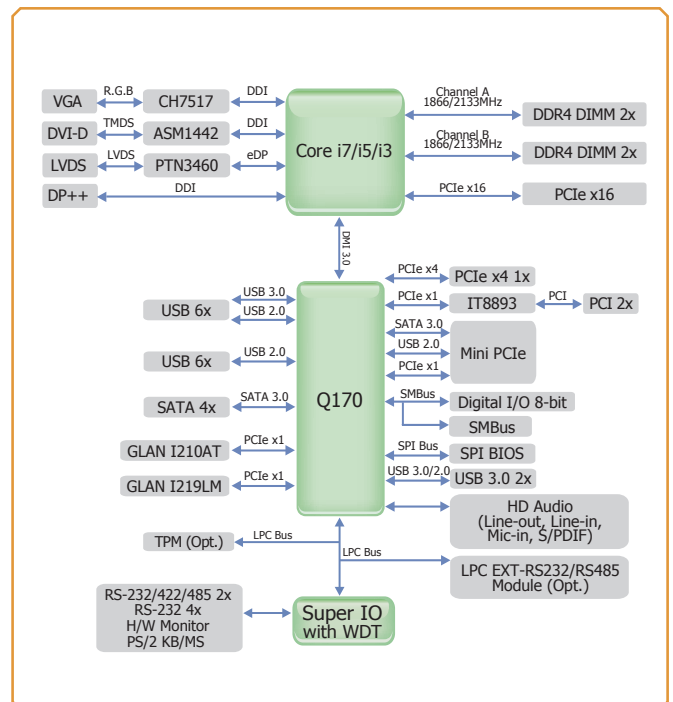 VGA
R.G.B
CH7517
DDI
DVI-D
TMDS
ASM1442
DDI
LVDS
LVDS
PTN3460
eDP
DP++
DDI
Core i7/i5/i3
Channel A
1866/2133MHz
DDR4 DIMM 2x
Channel B
1866/2133MHz
DDR4 DIMM 2x
PCIe x16
PCIe x16
DMI 3.0
USB 6x
USB 3.0
USB 2.0
USB 6x
USB 2.0
SATA 4x
SATA 3.0
GLAN I210AT
PCIe x1
GLAN I219LM
PCIe x1
Q170
PCIe x4
PCIe x4 1x
PCIe x1
IT8893
PCI
PCI 2x
SATA 3.0
USB 2.0
PCIe x1
Mini PCIe
SMBus
Digital I/O 8-bit
SMBus
SPI Bus
SPI BIOS
USB 3.0/2.0
USB 3.0 2x
HD Audio
(Line-out, Line-in,
Mic-in, S/PDIF)
TPM (Opt.)
LPC Bus
LPC Bus
LPC EXT-RS232/RS485
Module (Opt.)
RS-232/422/485 2x
RS-232 4x
H/W Monitor
PS/2 KB/MS
Super IO
with WDT